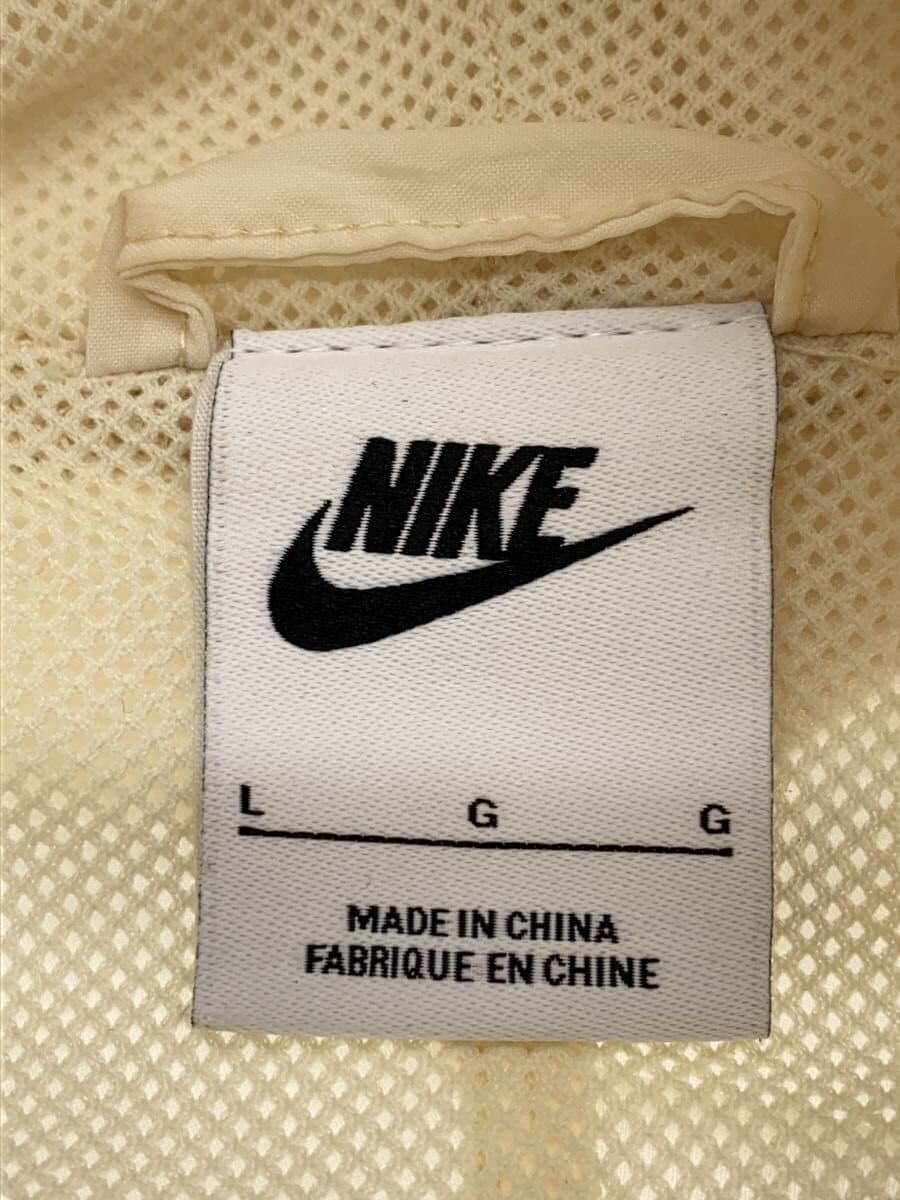 NIKE
L G G
MADE IN CHINA
FABRIQUE EN CHINE